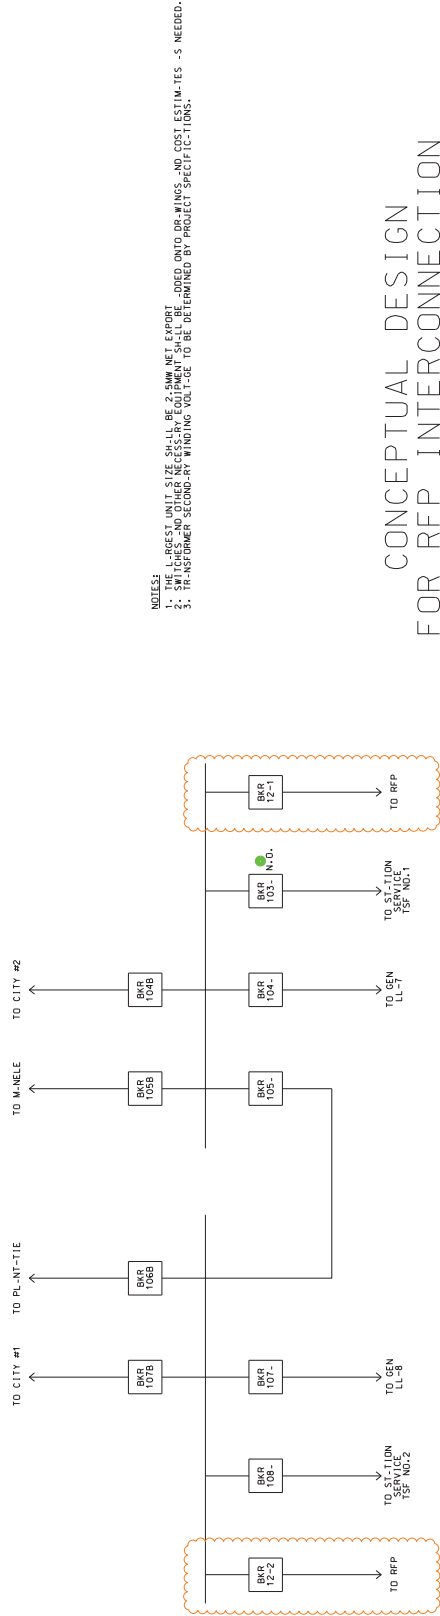 NOTES:
1. THE L-RGEST UNIT SIZE SH-LL BE 2.5MW NET EXPORT
2. SWITCHES -ND OTHER NECESS-RY EQUIPMENT SH-LL BE -DDED ONTO DR-WINGS -ND COST ESTIM-TES -S NEEDED.
3. TR-NSFORMER SECOND-RY WINDING VOLT-GE TO BE DETERMINED BY PROJECT SPECIFIC-TIONS.
CONCEPTUAL DESIGN
FOR RFP INTERCONNECTION
TO CITY #1
TO PL-NT-TIE
TO M-NELE
TO CITY #2
BKR
107B
BKR
106B
BKR
105B
BKR
104B
BKR
12-2
BKR
108-
BKR
107-
BKR
105-
BKR
104-
BKR
103-
N.O.
BKR
12-1
TO RFP
TO ST-TION
SERVICE
TSF NO.2
TO GEN
LL-8
TO GEN
LL-7
TO ST-TION
SERVICE
TSF NO.1
TO RFP